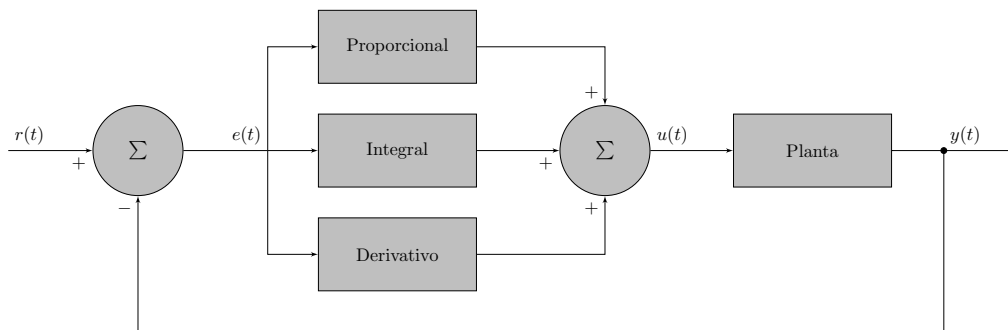 Proporcional
+
r(t)
+
Σ
e(t)
Integral
+
Σ
u(t)
Planta
y(t)
−
+
Derivativo